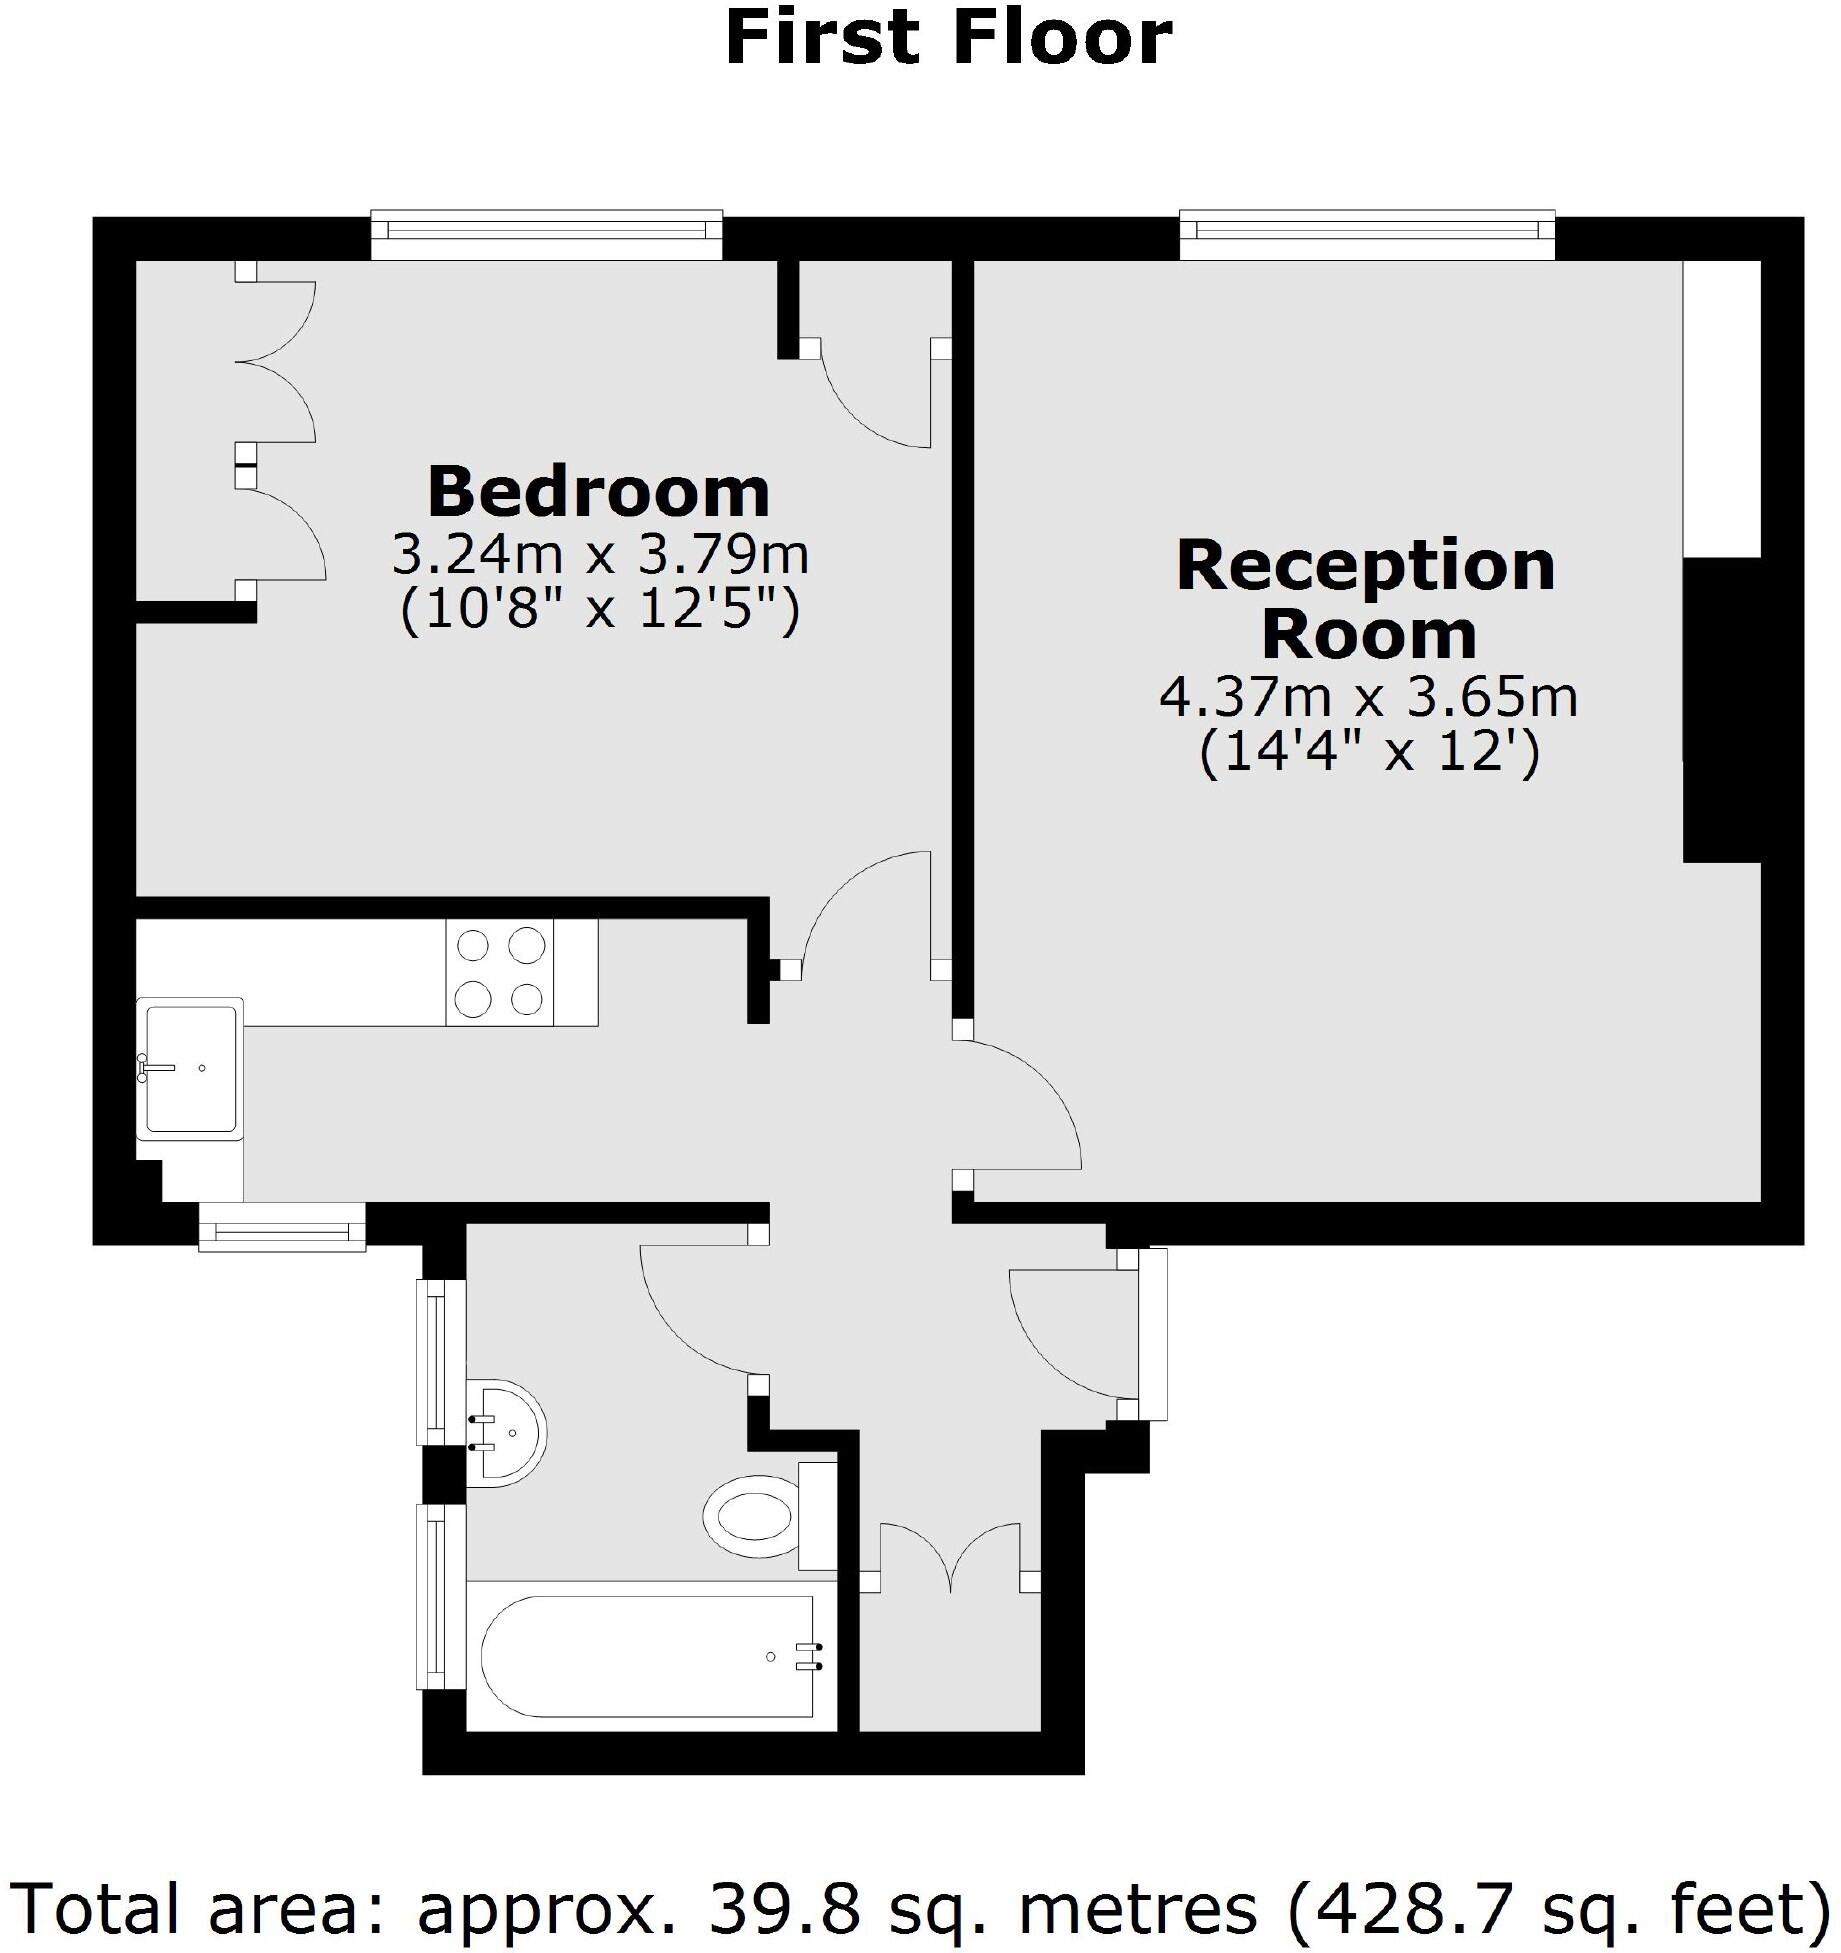 First Floor
Bedroom
3.24m x 3.79m
(10'8" x 12'5")
Reception
Room
4.37m x 3.65m
(14'4" x 12')
Total area: approx. 39.8 sq. metres (428.7 sq. feet)